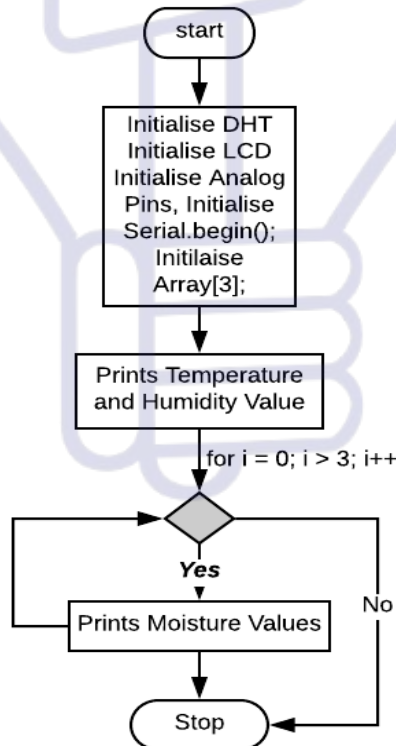 start
Initialise DHT
Initialise LCD
Initialise Analog
Pins, Initialise
Serial.begin();
Initilaise
Array[3];
Prints Temperature
and Humidity Value
for i = 0; i > 3; i++
Yes
No
Prints Moisture Values
Stop